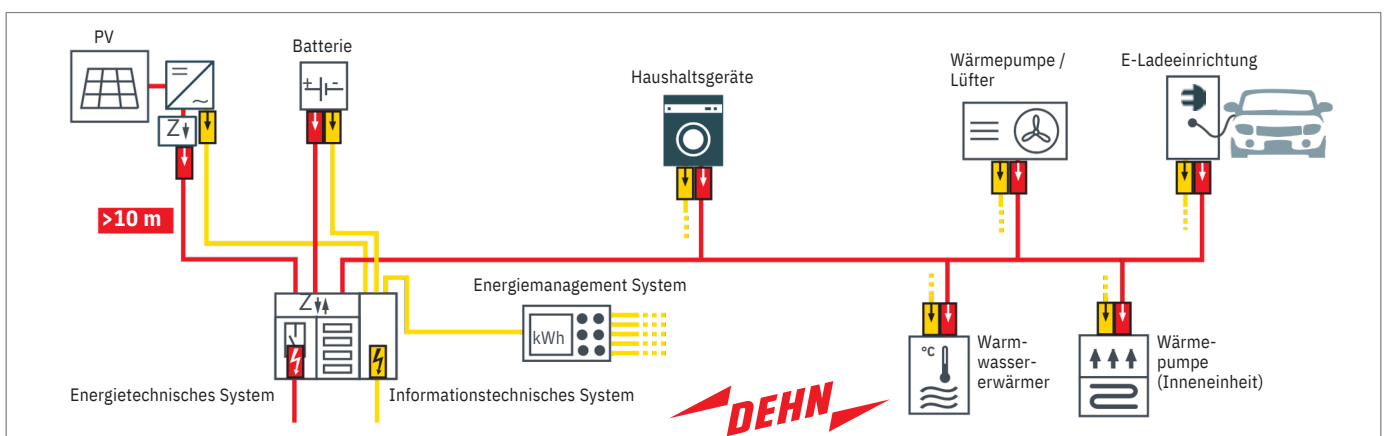 PV
Batterie
Haushaltsgeräte
Wärmepumpe /
Lüfter
E-Ladeeinrichtung
Z
>10 m
Z
Energiemanagement System
kWh
°C
Warm-
wasser-
erwärmer
Wärme-
pumpe
(Inneneinheit)
Energietechnisches System
Informationstechnisches System
DEHN